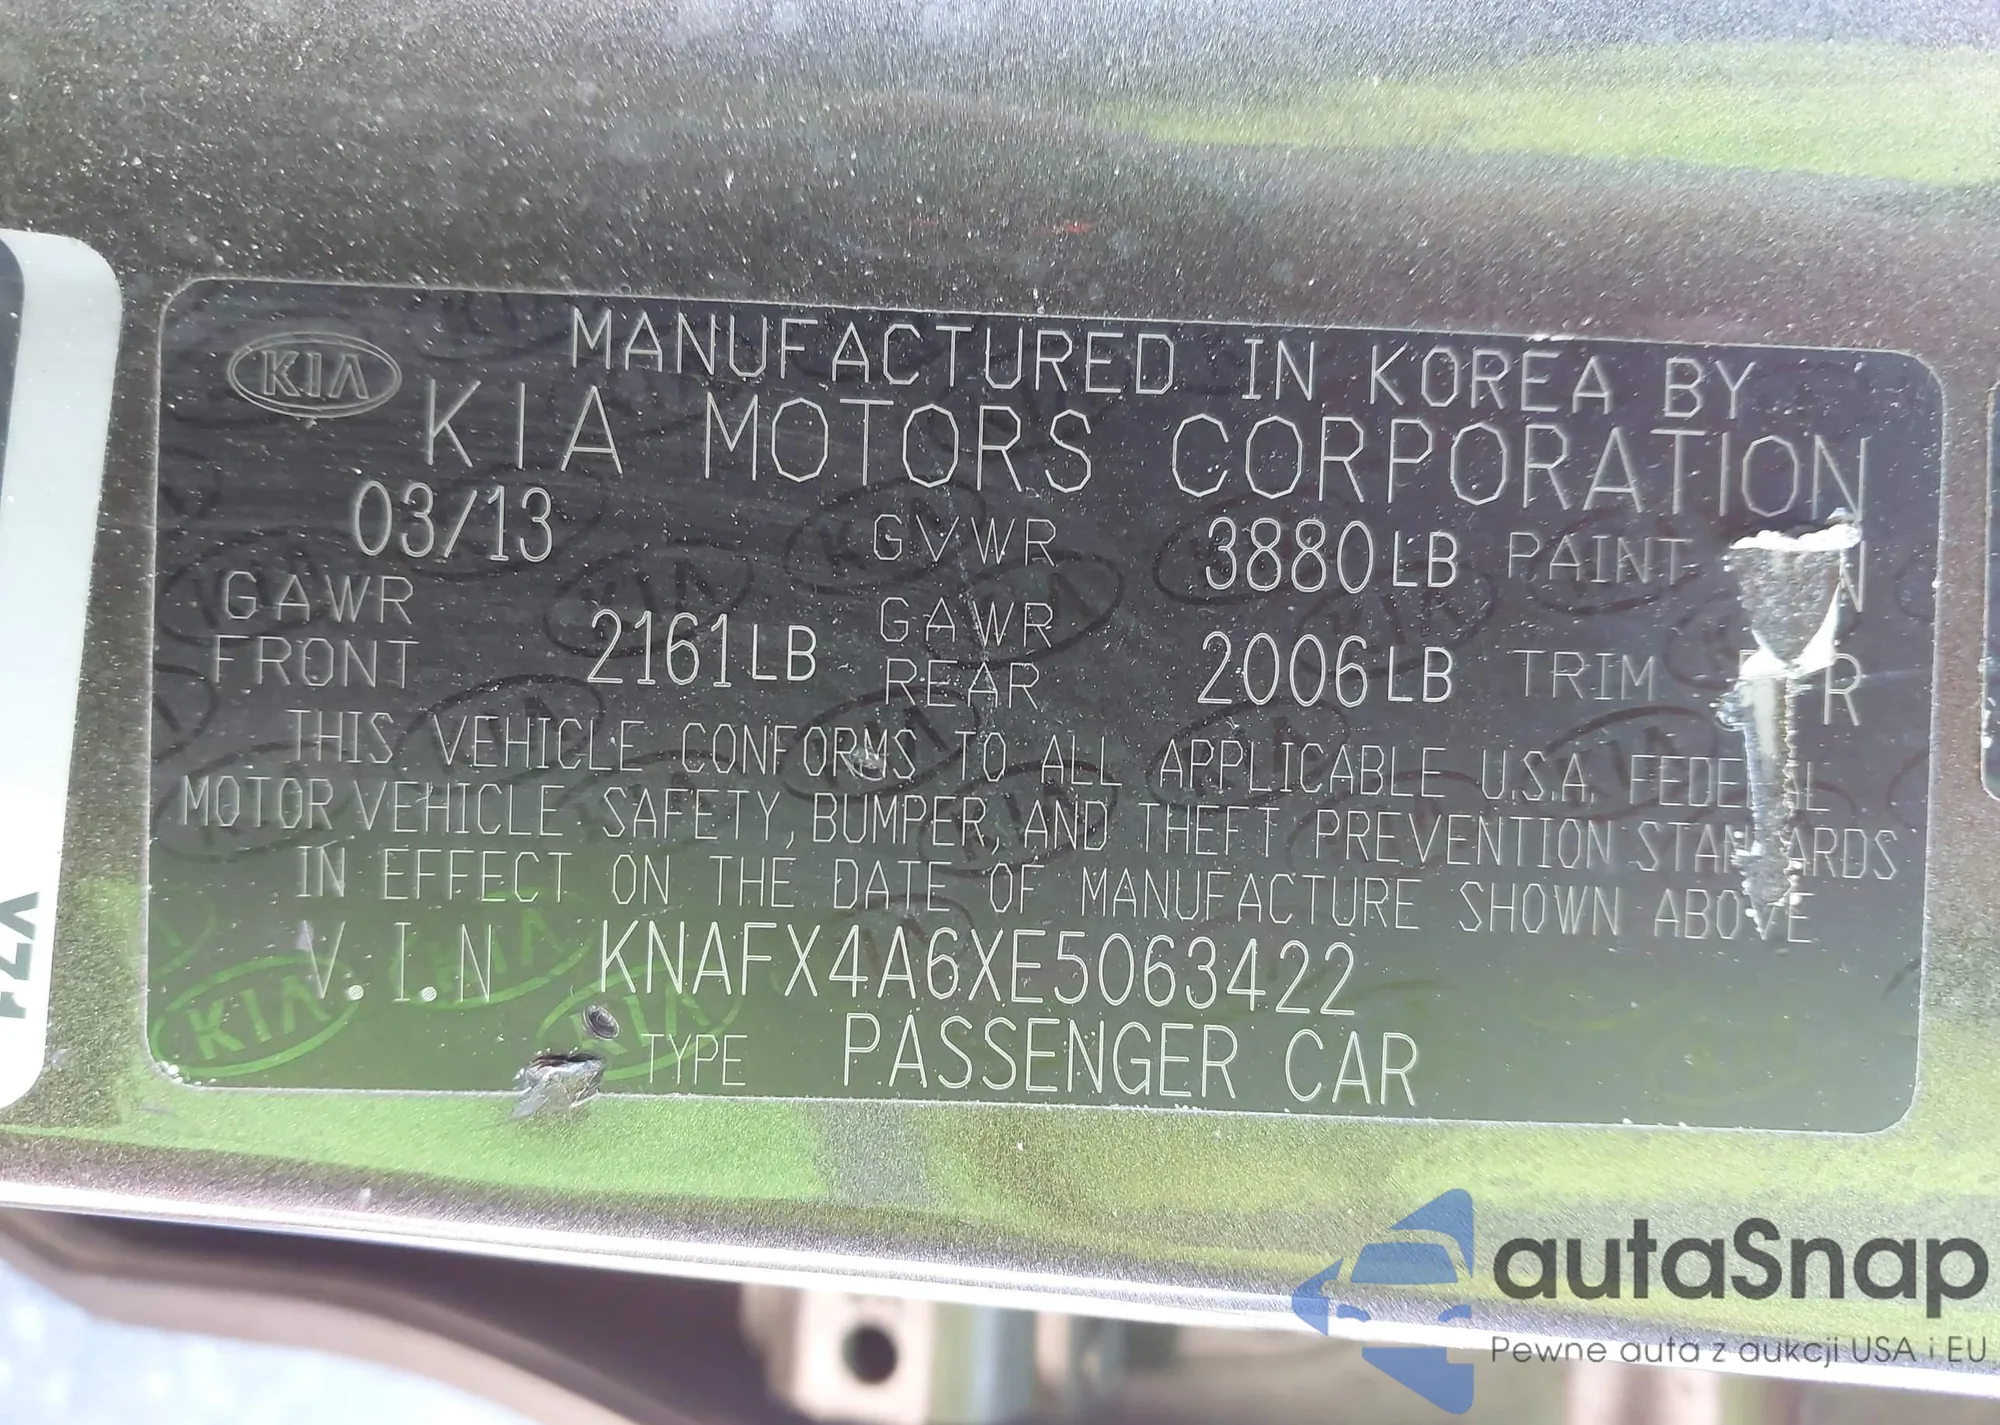 KIA
MANUFACTURED IN KOREA BY
KIA MOTORS CORPORATION
03/13 GVWR 3880LB PAINT
GAWR FRONT 2161LB GAWR REAR 2006LB TRIM
THIS VEHICLE CONFORMS TO ALL APPLICABLE U.S.A. FEDERAL
MOTOR VEHICLE SAFETY, BUMPER, AND THEFT PREVENTION STANDARDS
IN EFFECT ON THE DATE OF MANUFACTURE SHOWN ABOVE
V.I.N KNAFX4A6XE5063422
TYPE PASSENGER CAR
autaSnap
Pewne auta z aukcji USA i EU